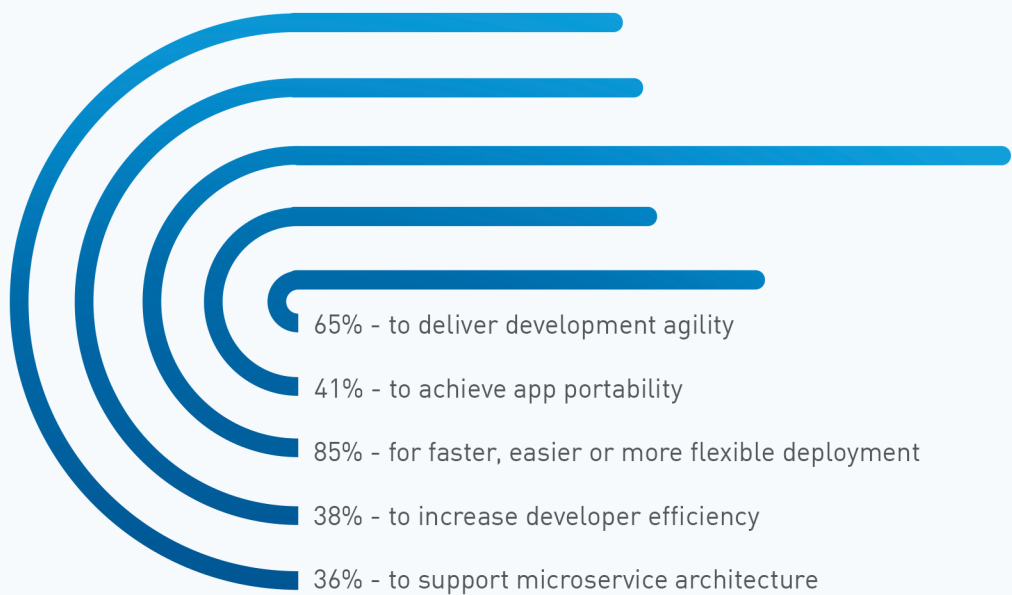 65% - to deliver development agility
41% - to achieve app portability
85% - for faster, easier or more flexible deployment
38% - to increase developer efficiency
36% - to support microservice architecture